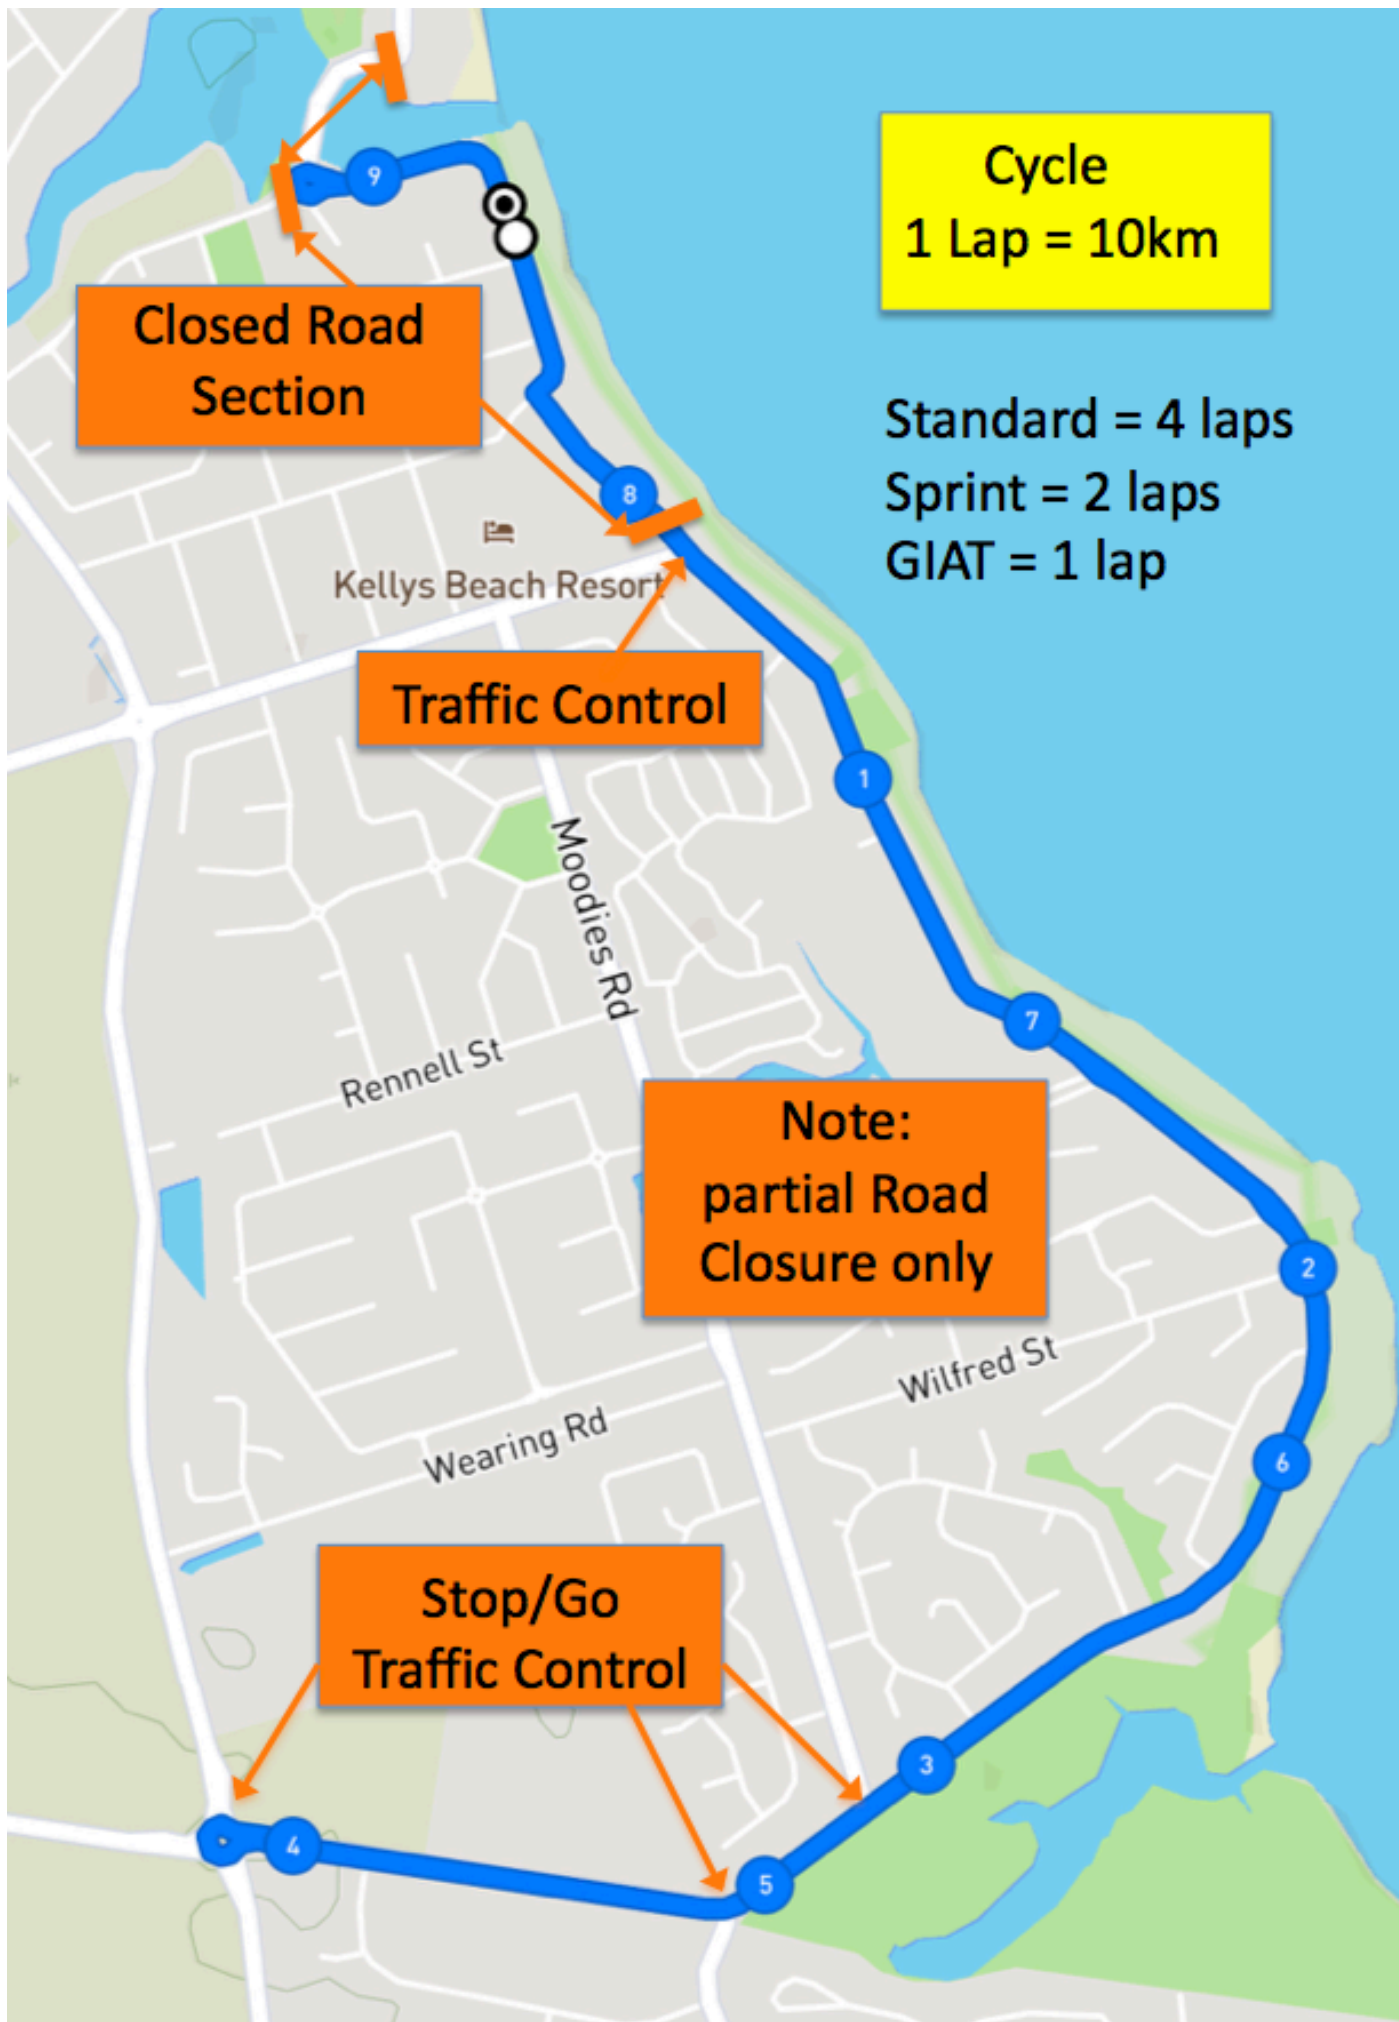 9
Cycle
1 Lap = 10km
Closed Road
Section
Standard = 4 laps
Sprint = 2 laps
GIAT = 1 lap
8
Kellys Beach Resort
Traffic Control
1
Moodies Rd
7
Rennell St
Note:
partial Road
Closure only
2
Wilfred St
Wearing Rd
6
Stop/Go
Traffic Control
3
4
5